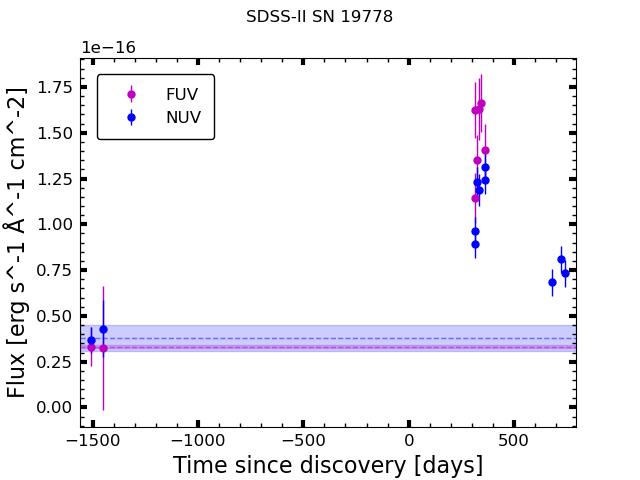 SDSS-II SN 19778
1e−16
FUV
NUV
1.75
1.50
1.25
1.00
0.75
0.50
0.25
0.00
Flux [erg s^-1 Å^-1 cm^-2]
−1500
−1000
−500
0
500
Time since discovery [days]